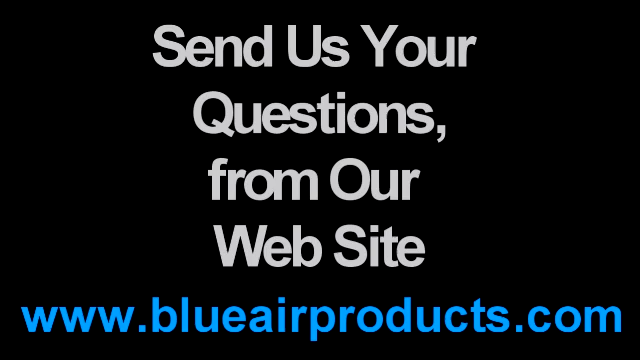 Send Us Your
Questions,
from Our
Web Site
www.blueairproducts.com